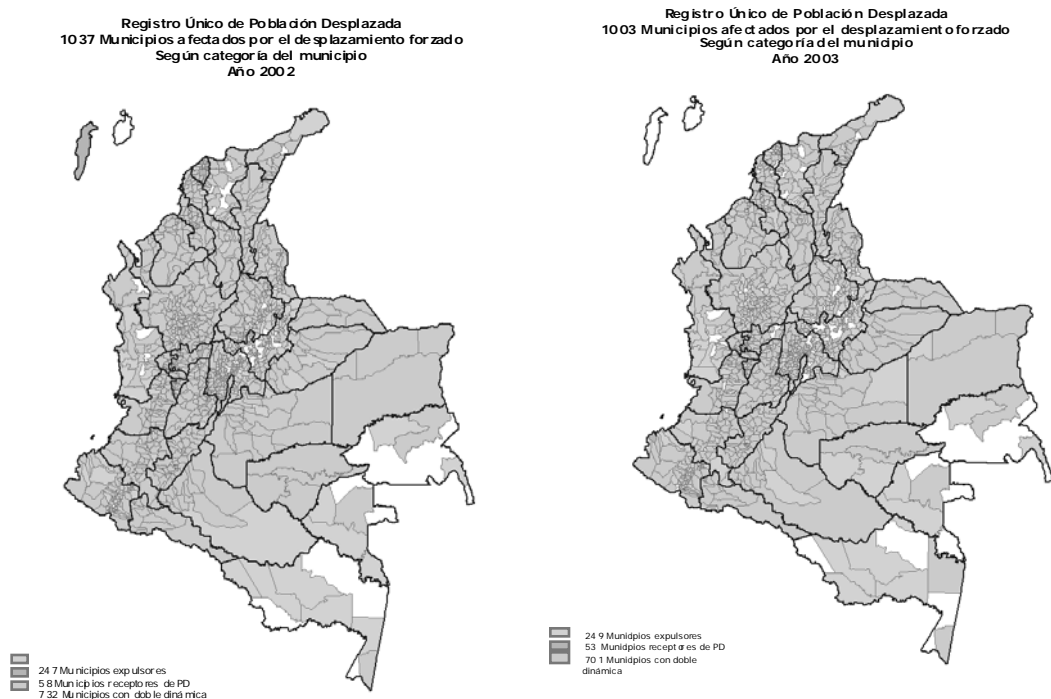 Registro Único de Población Desplazada
1037 Municipios afectados por el desplazamiento forzado
Según categoría del municipio
Año 2002
247 Municipios expulsores
58 Municipios receptores de PD
732 Municipios con doble dinámica
Registro Único de Población Desplazada
1003 Municipios afectados por el desplazamiento forzado
Según categoría del municipio
Año 2003
249 Municipios expulsores
53 Municipios receptores de PD
701 Municipios con doble
dinámica